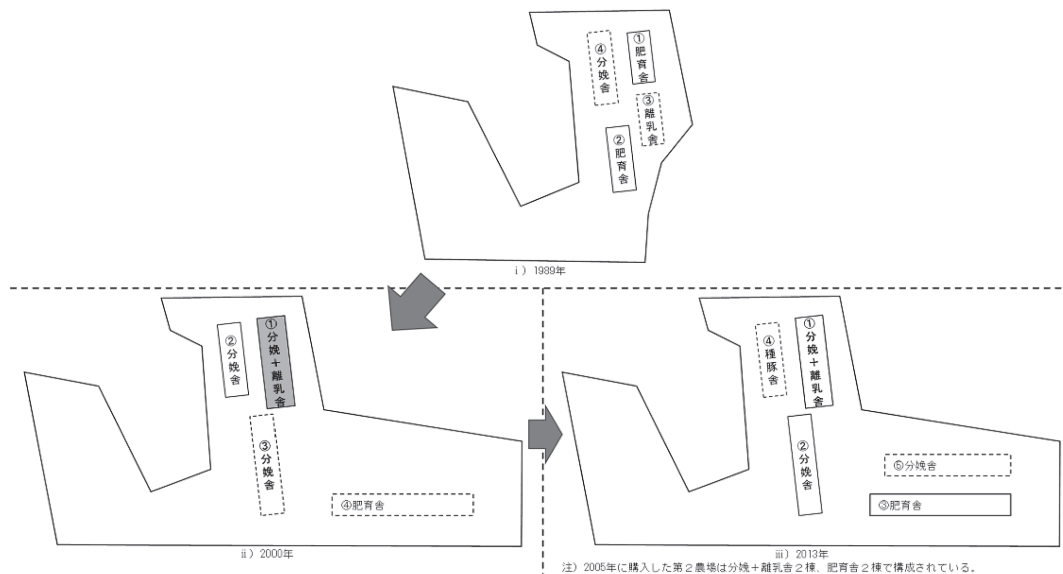 ①肥育舎
④分娩舎
③離乳舎
②肥育舎
ⅰ）1989年
①分娩＋離乳舎
②分娩舎
③分娩舎
④肥育舎
ⅱ）2000年
①分娩＋離乳舎
④種豚舎
②分娩舎
⑤分娩舎
③肥育舎
ⅲ）2013年
注）2005年に購入した第２農場は分娩＋離乳舎２棟，肥育舎２棟で構成されている。